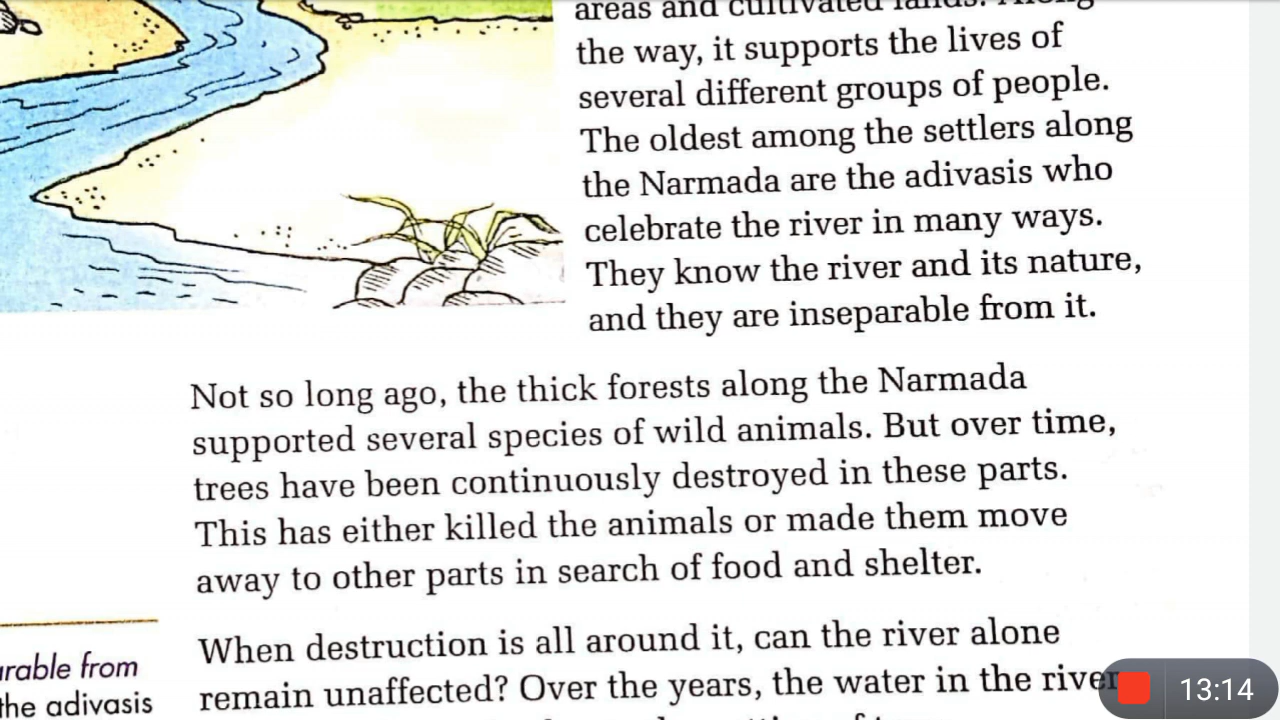 areas and cultivated lands. Along
the way, it supports the lives of
several different groups of people.
The oldest among the settlers along
the Narmada are the adivasis who
celebrate the river in many ways.
They know the river and its nature,
and they are inseparable from it.
Not so long ago, the thick forests along the Narmada
supported several species of wild animals. But over time,
trees have been continuously destroyed in these parts.
This has either killed the animals or made them move
away to other parts in search of food and shelter.
When destruction is all around it, can the river alone
remain unaffected? Over the years, the water in the river
rable from
the adivasis
13:14